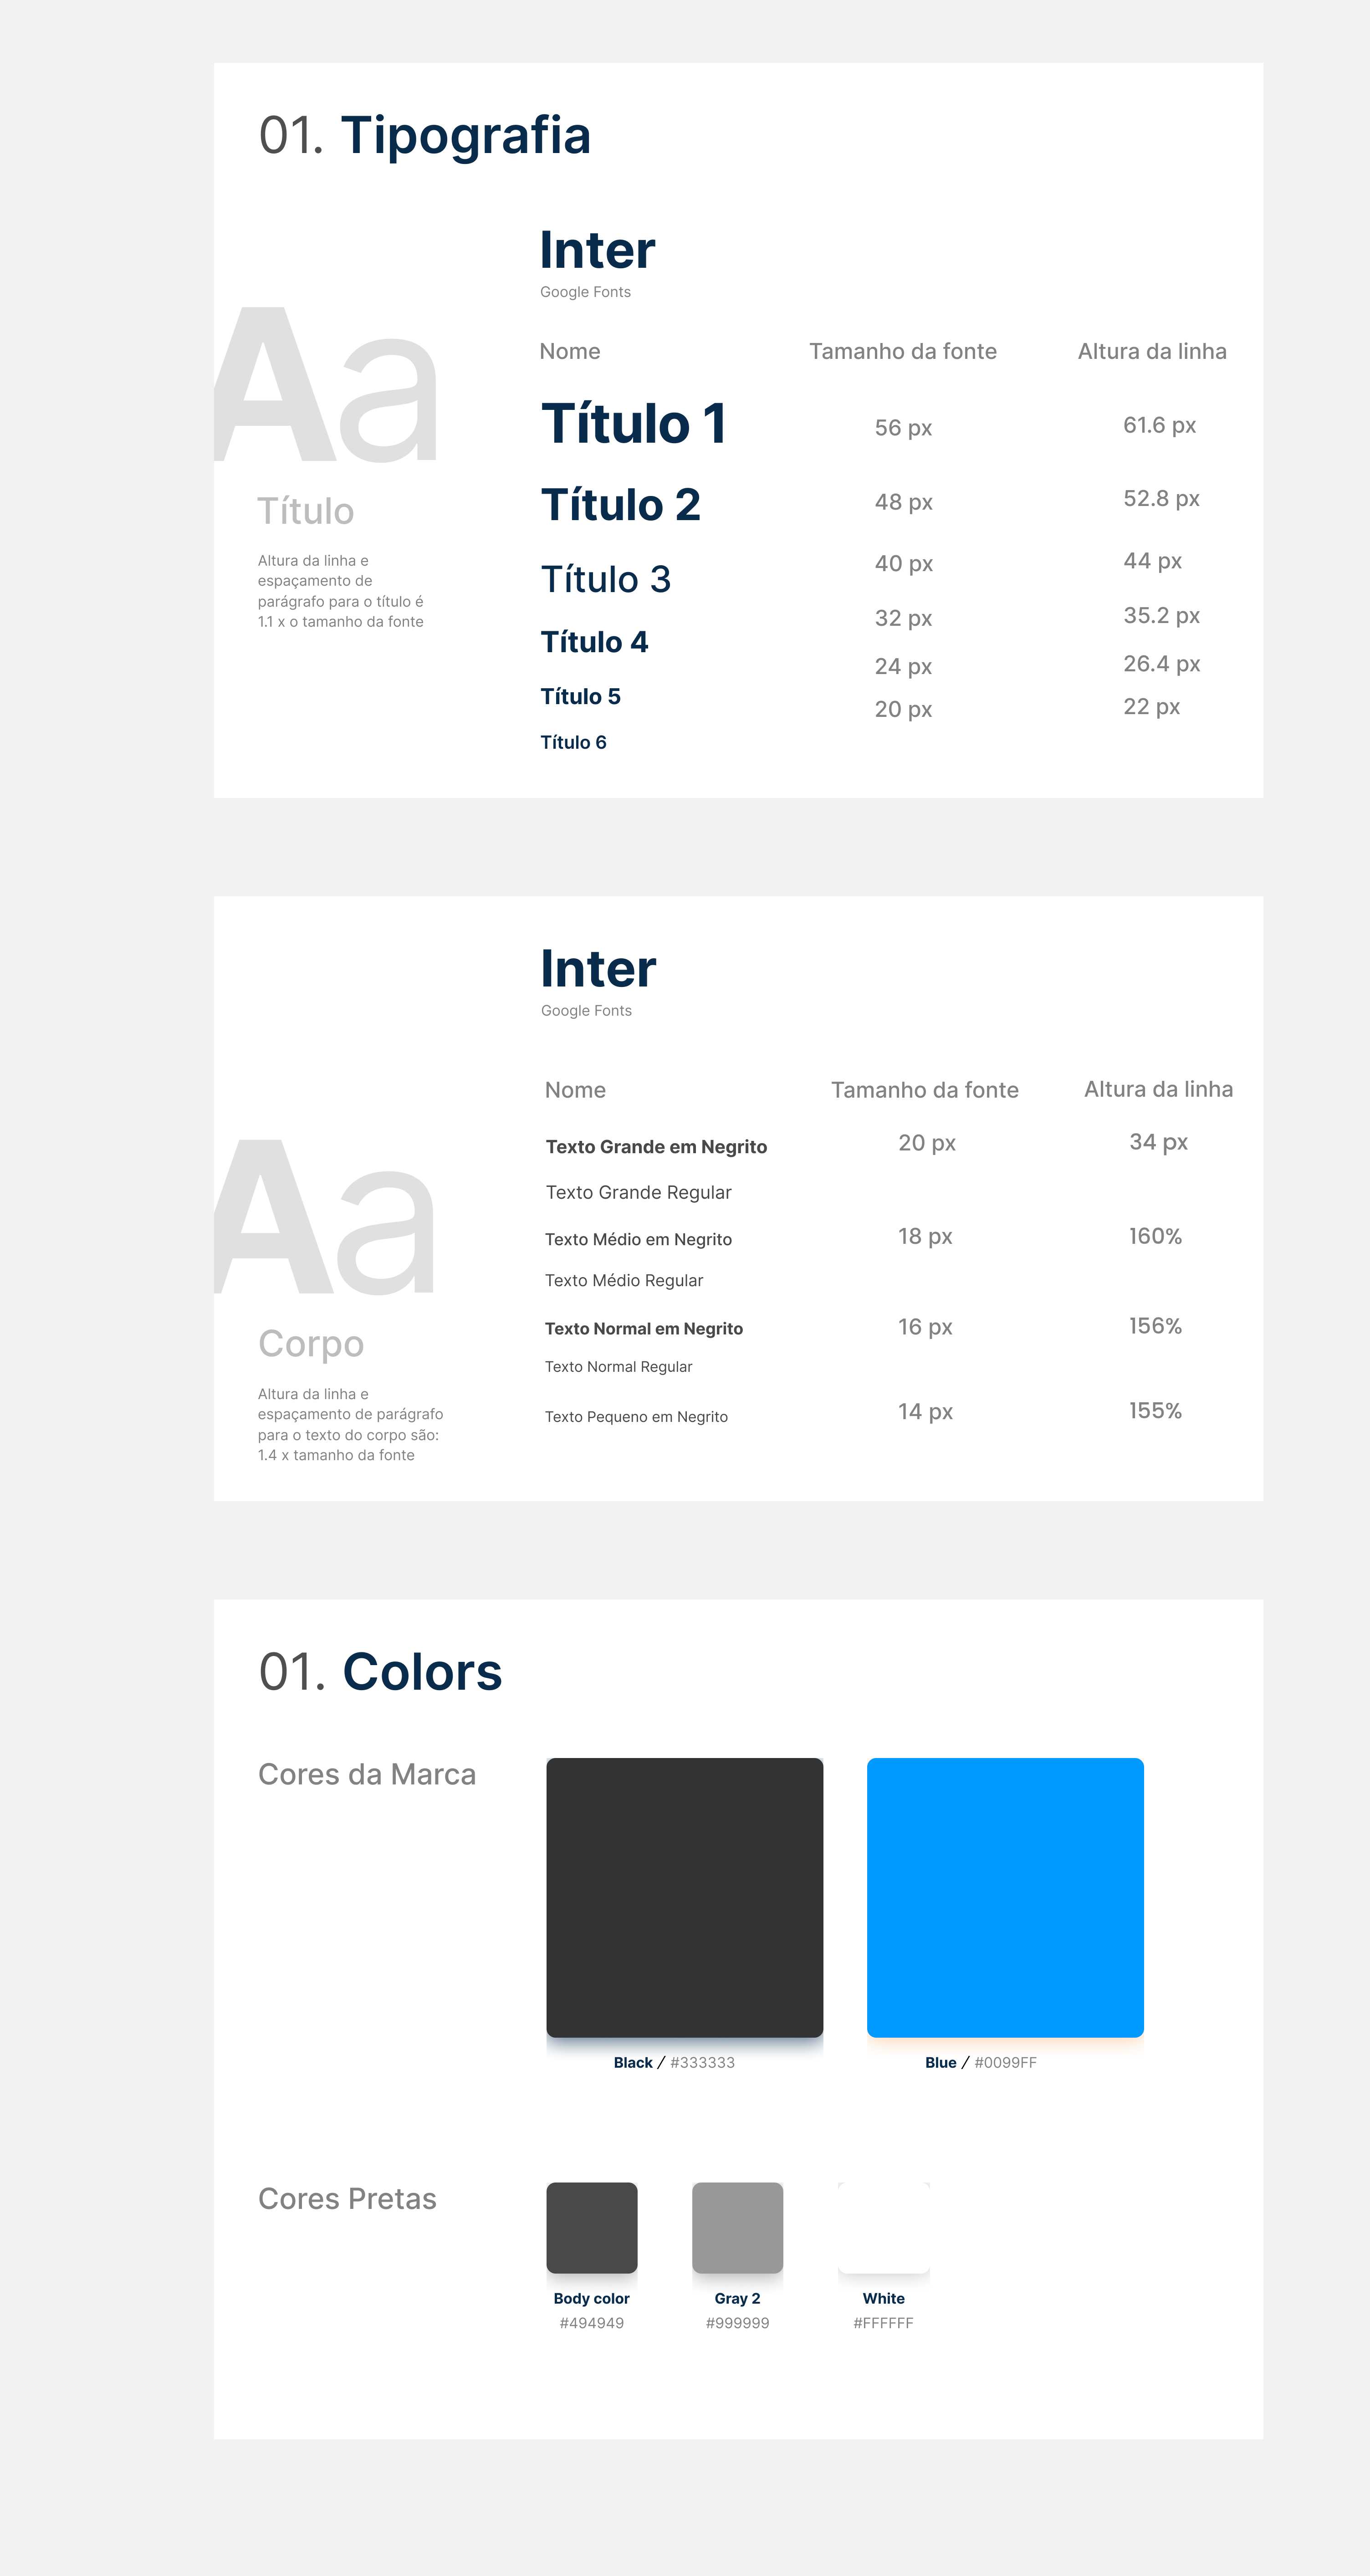 01. Tipografia
Inter
Google Fonts
Nome Tamanho da fonte Altura da linha
Aa
Título
Altura da linha e
espaçamento de
parágrafo para o título é
1.1 x o tamanho da fonte
Título 1 56 px 61.6 px
Título 2 48 px 52.8 px
Título 3 40 px 44 px
Título 4 32 px 35.2 px
Título 5 24 px 26.4 px
Título 6 20 px 22 px
Inter
Google Fonts
Nome Tamanho da fonte Altura da linha
Aa
Corpo
Altura da linha e
espaçamento de parágrafo
para o texto do corpo são:
1.4 x tamanho da fonte
Texto Grande em Negrito 20 px 34 px
Texto Grande Regular
Texto Médio em Negrito 18 px 160%
Texto Médio Regular
Texto Normal em Negrito 16 px 156%
Texto Normal Regular
Texto Pequeno em Negrito 14 px 155%
01. Colors
Cores da Marca
Black / #333333
Blue / #0099FF
Cores Pretas
Body color
#494949
Gray 2
#999999
White
#FFFFFF